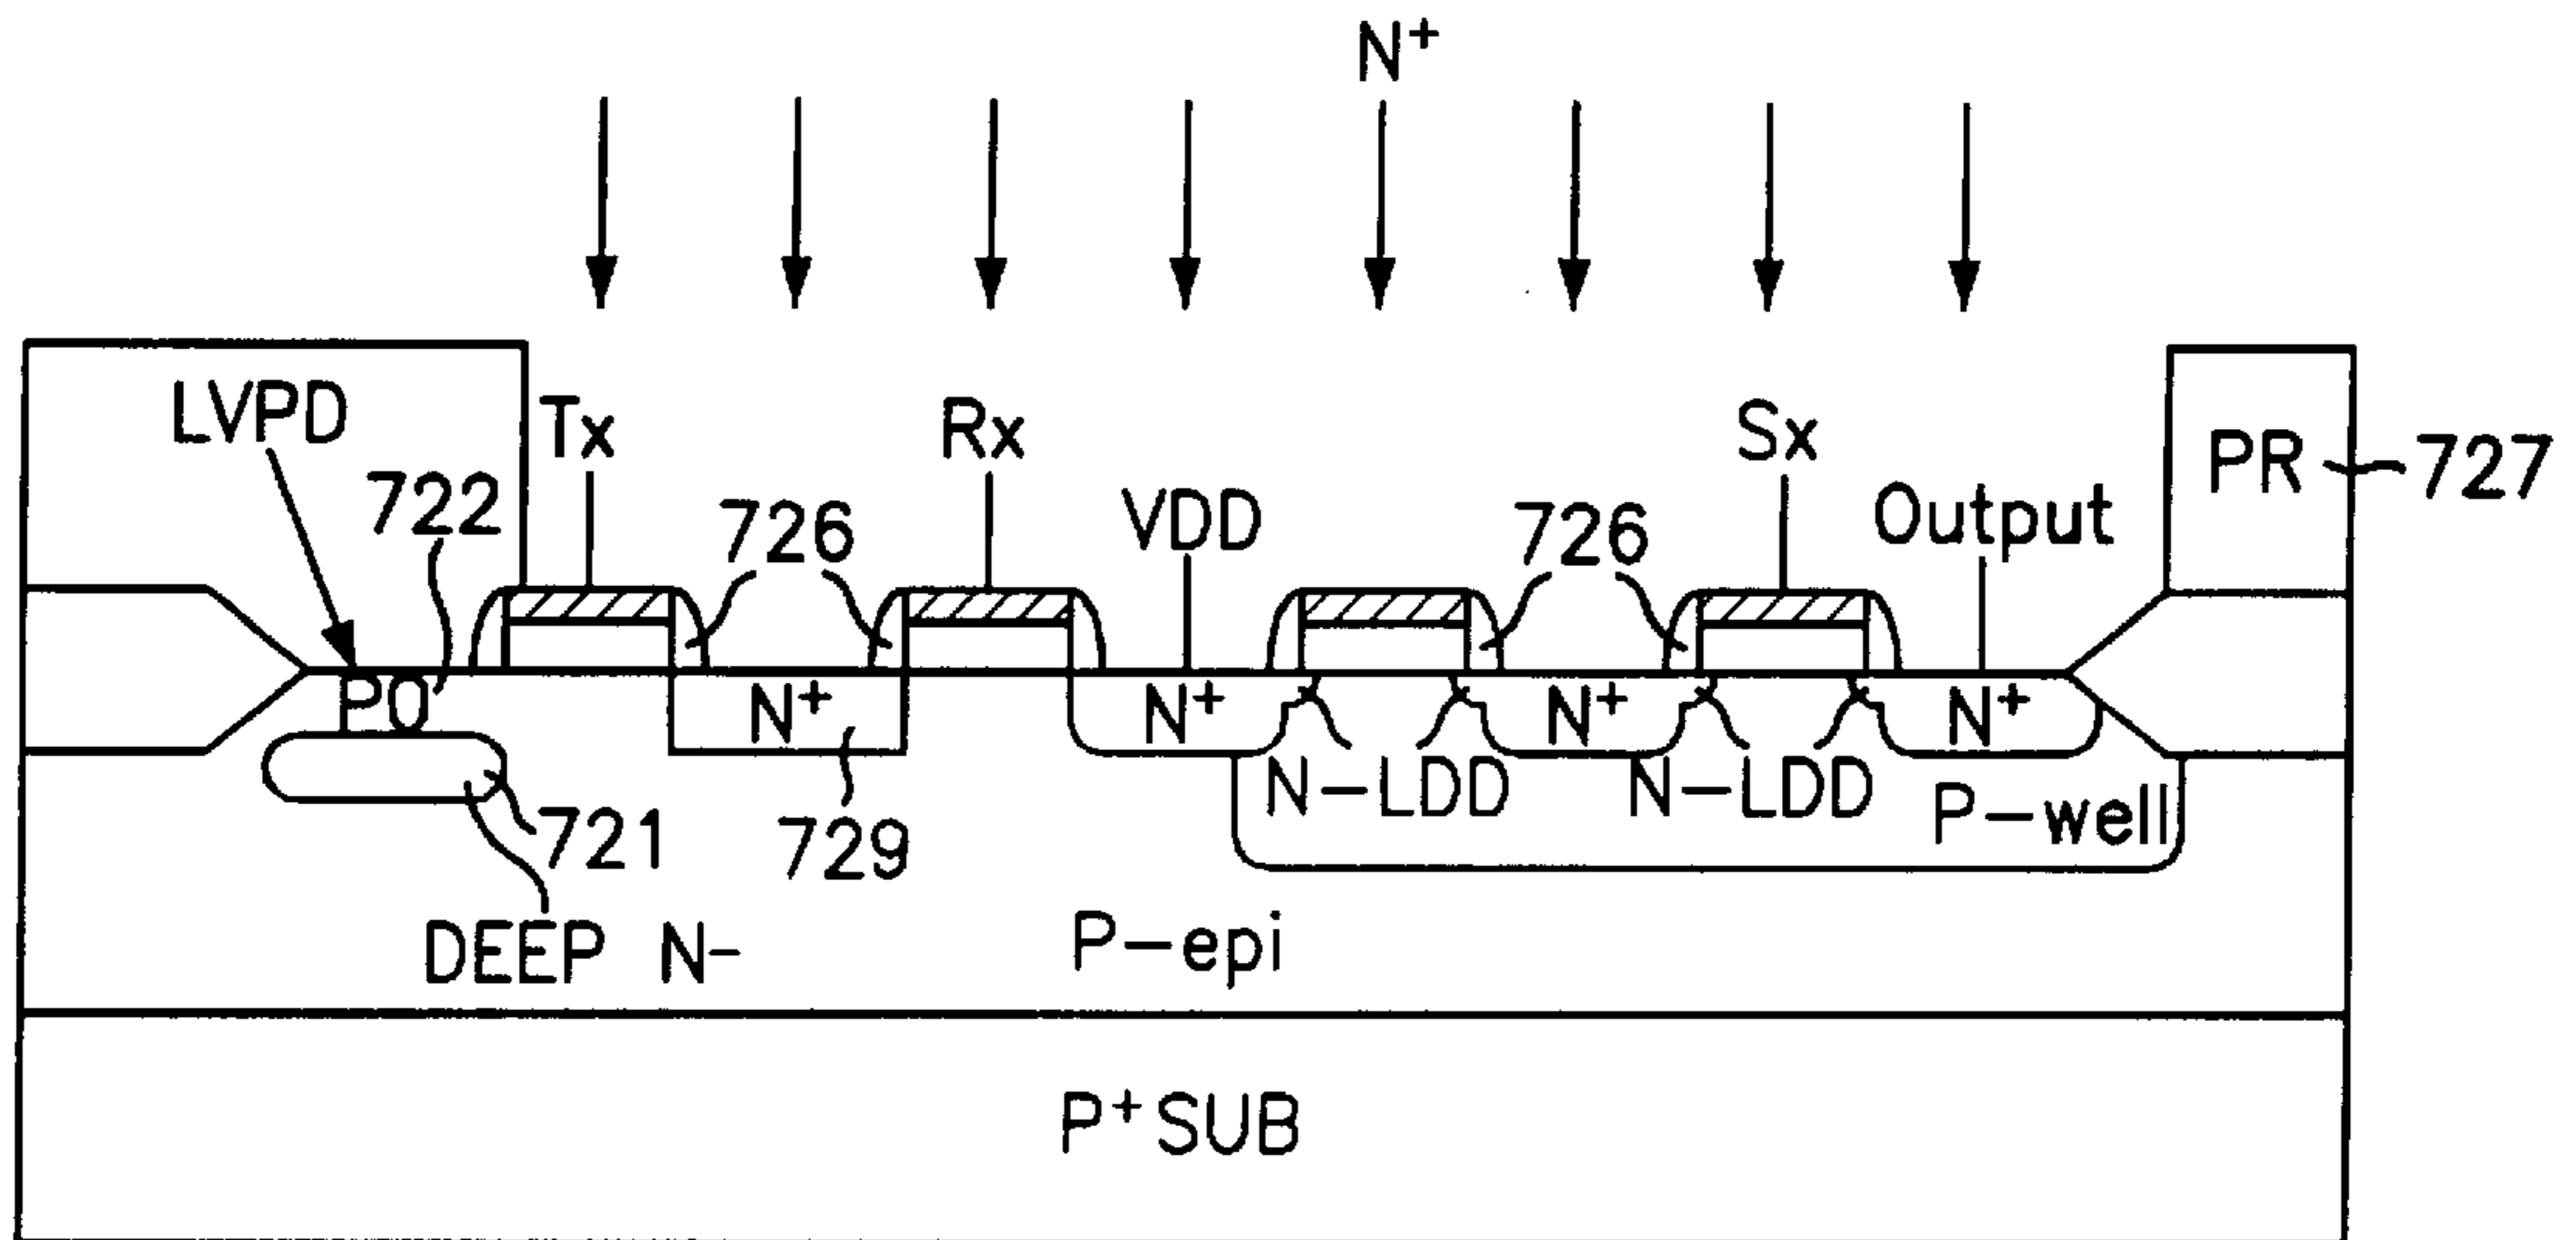 N+
LVPD
Tx
Rx
Sx
PR
727
722
726
VDD
726
Output
P0
N+
N+
N+
N+
721
729
N-LDD
N-LDD
P-well
DEEP N-
P-epi
P+ SUB